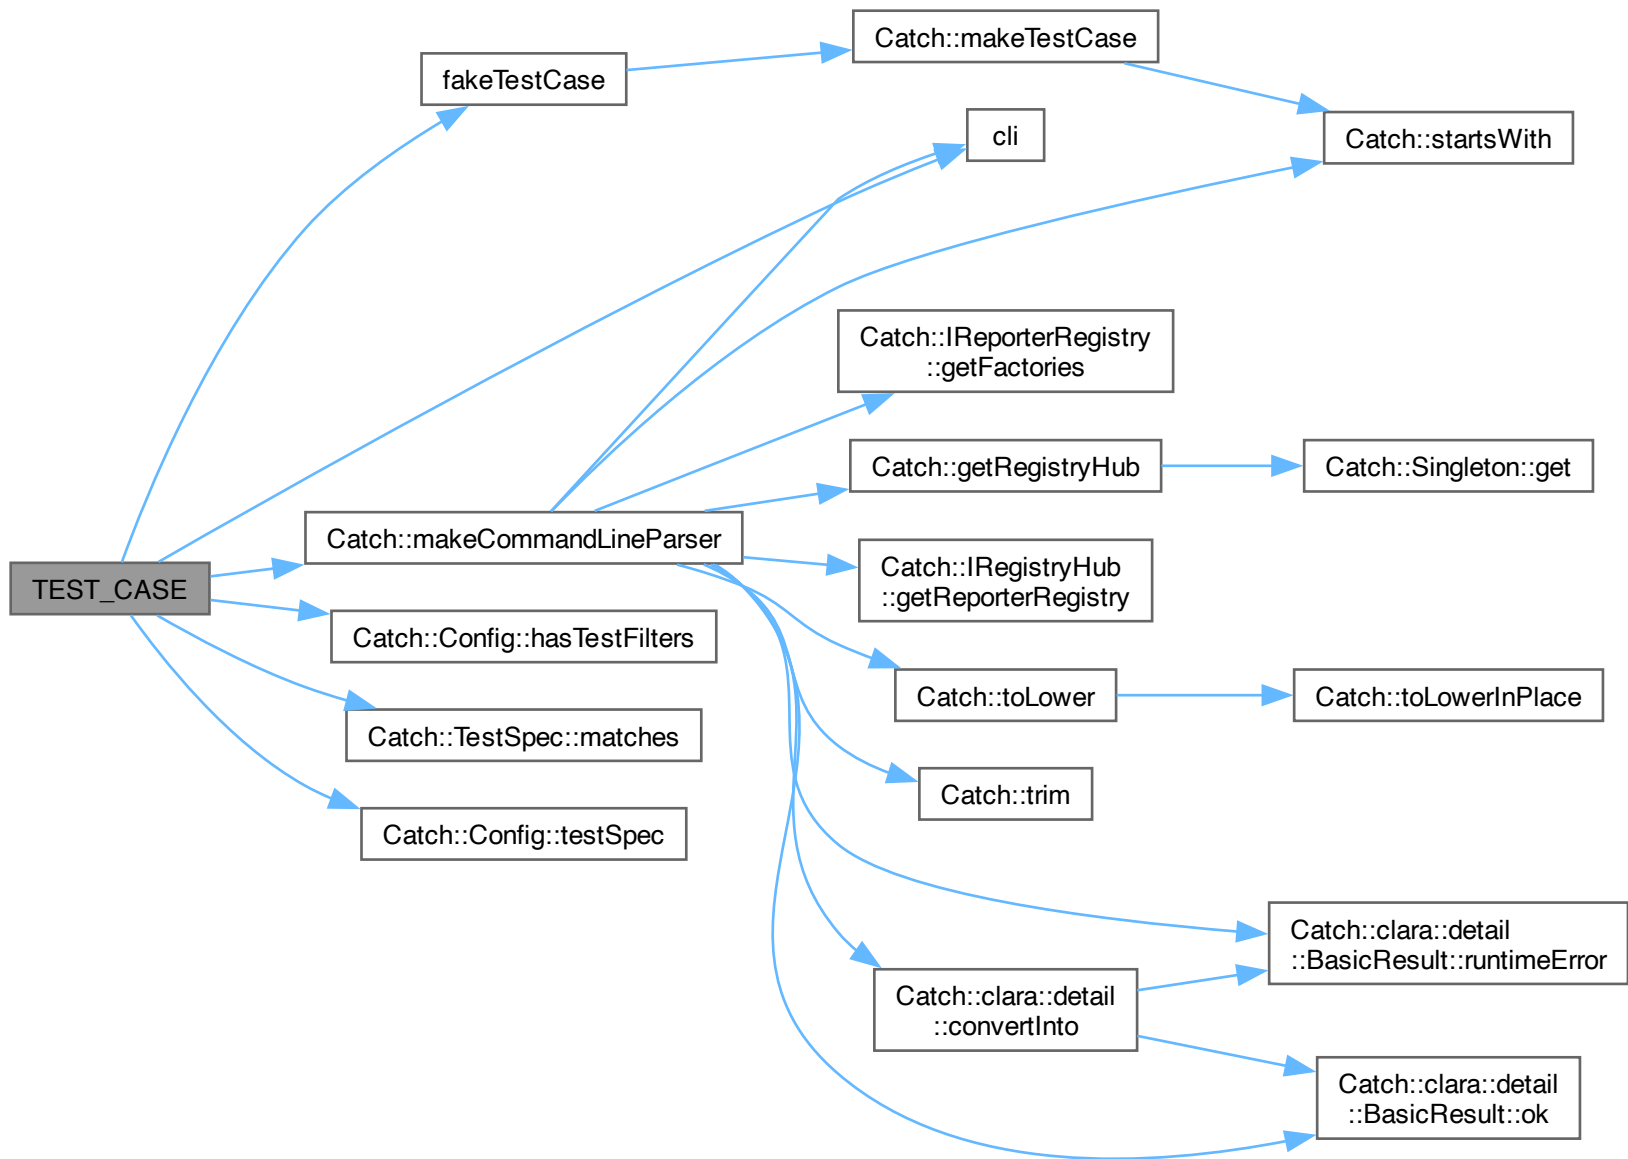 Catch::makeTestCase
fakeTestCase
cli
Catch::startsWith
Catch::IReporterRegistry
::getFactories
Catch::getRegistryHub
Catch::Singleton::get
Catch::makeCommandLineParser
TEST_CASE
Catch::IRegistryHub
::getReporterRegistry
Catch::Config::hasTestFilters
Catch::toLower
Catch::toLowerInPlace
Catch::TestSpec::matches
Catch::trim
Catch::Config::testSpec
Catch::clara::detail
::BasicResult::runtimeError
Catch::clara::detail
::convertInto
Catch::clara::detail
::BasicResult::ok